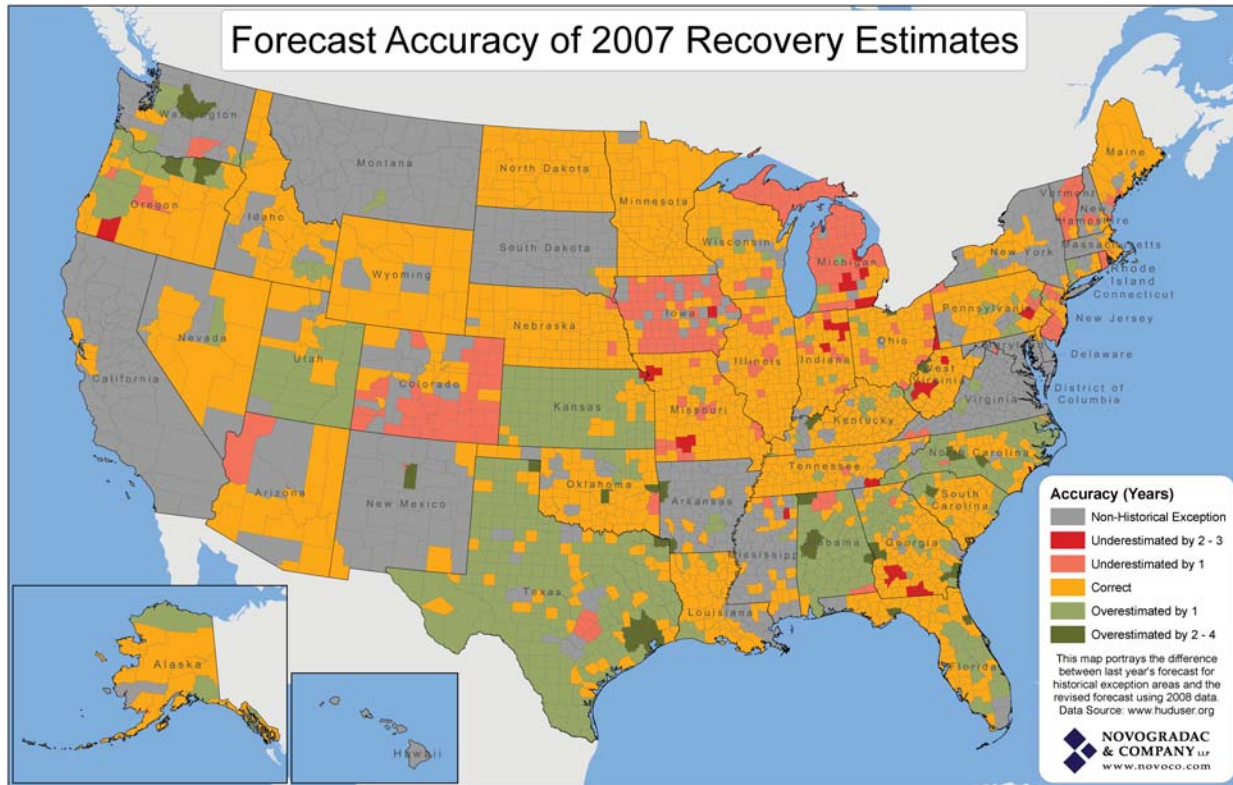 Forecast Accuracy of 2007 Recovery Estimates
Washington
Montana
North Dakota
Minnesota
Maine
Vermont
New
Hampshire
Oregon
Idaho
South Dakota
Wisconsin
Michigan
New York
Massachusetts
Rhode
Island
Connecticut
Wyoming
Iowa
Pennsylvan
New Jersey
Nebraska
Nevada
Utah
Illinois
Indiana
Ohio
Maryland
Delaware
California
Colorado
West
Virginia
District of
Columbia
Kansas
Missouri
Kentucky
Virginia
North Carolina
Tennessee
Arizona
New Mexico
Oklahoma
Arkansas
South
Carolina
Mississipp
Alabama
Georgia
Texas
Louisiana
Florida
Alaska
Hawaii
Accuracy (Years)
Non-Historical Exception
Underestimated by 2 - 3
Underestimated by 1
Correct
Overestimated by 1
Overestimated by 2 - 4
This map portrays the difference
between last year's forecast for
historical exception areas and the
revised forecast using 2008 data.
Data Source: www.huduser.org
NOVOGRADAC
& COMPANY LLP
www.novoco.com